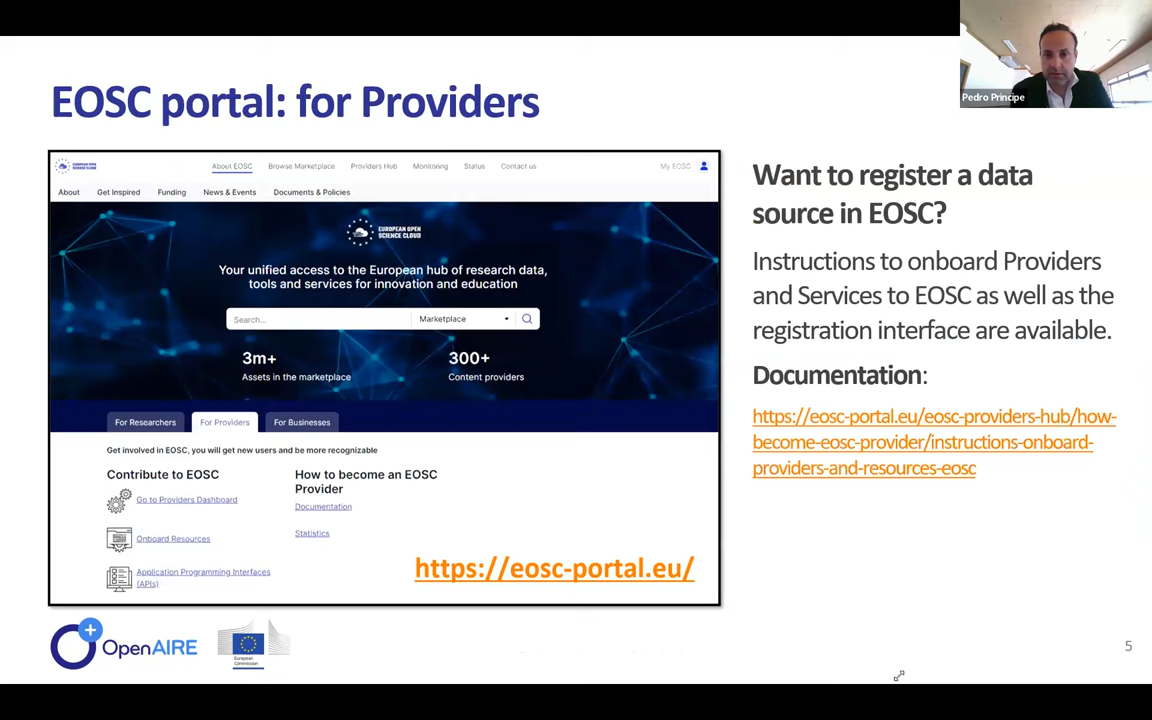 Pedro Príncipe
EOSC portal: for Providers
About EOSC Browse Marketplace Providers Hub Monitoring Status Contact us My EOSC
About Get Inspired Funding News & Events Documents & Policies
EUROPEAN OPEN
SCIENCE CLOUD
Your unified access to the European hub of research data,
tools and services for innovation and education
Search... Marketplace
3m+ 300+
Assets in the marketplace Content providers
For Researchers For Providers For Businesses
Get involved in EOSC, you will get new users and be more recognizable
Contribute to EOSC
Go to Providers Dashboard
Onboard Resources
Application Programming Interfaces
(APIs)
How to become an EOSC
Provider
Documentation
Statistics
https://eosc-portal.eu/
Want to register a data
source in EOSC?
Instructions to onboard Providers
and Services to EOSC as well as the
registration interface are available.
Documentation:
https://eosc-portal.eu/eosc-providers-hub/how-
become-eosc-provider/instructions-onboard-
providers-and-resources-eosc
OpenAIRE
European
Commission
5